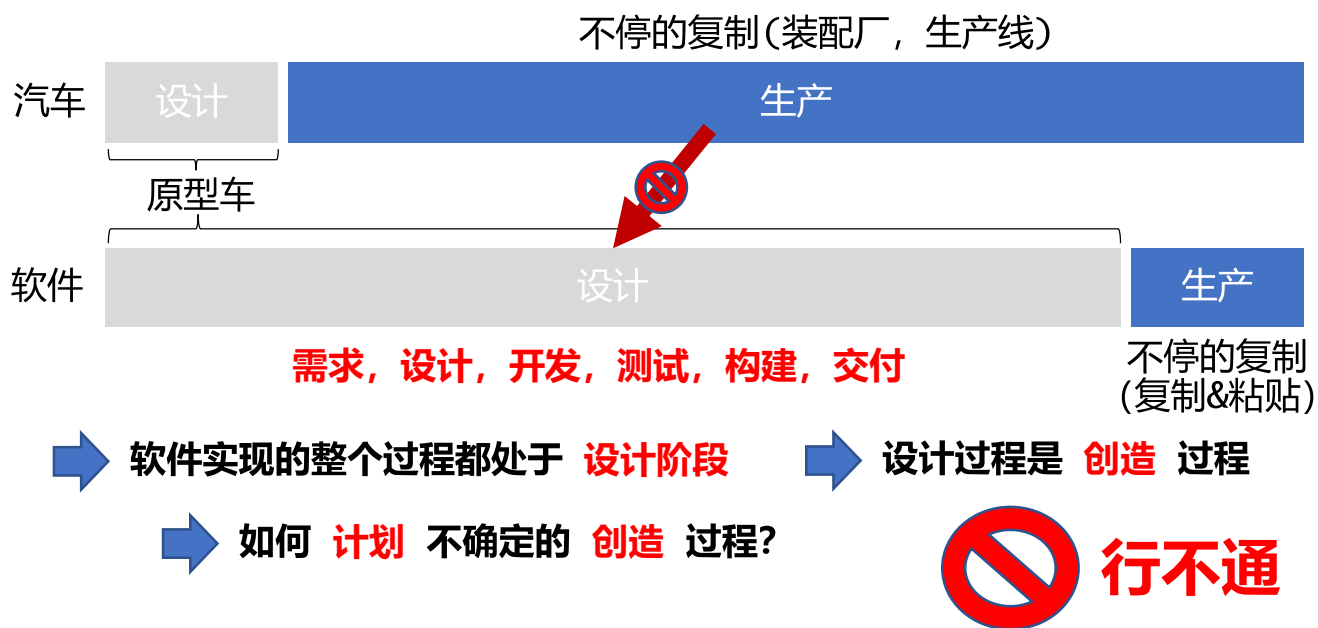 不停的复制(装配厂，生产线)
汽车 设计 生产
原型车
软件 设计 生产
需求，设计，开发，测试，构建，交付
不停的复制
(复制&粘贴)
软件实现的整个过程都处于 设计阶段
设计过程是 创造 过程
如何 计划 不确定的 创造 过程?
行不通